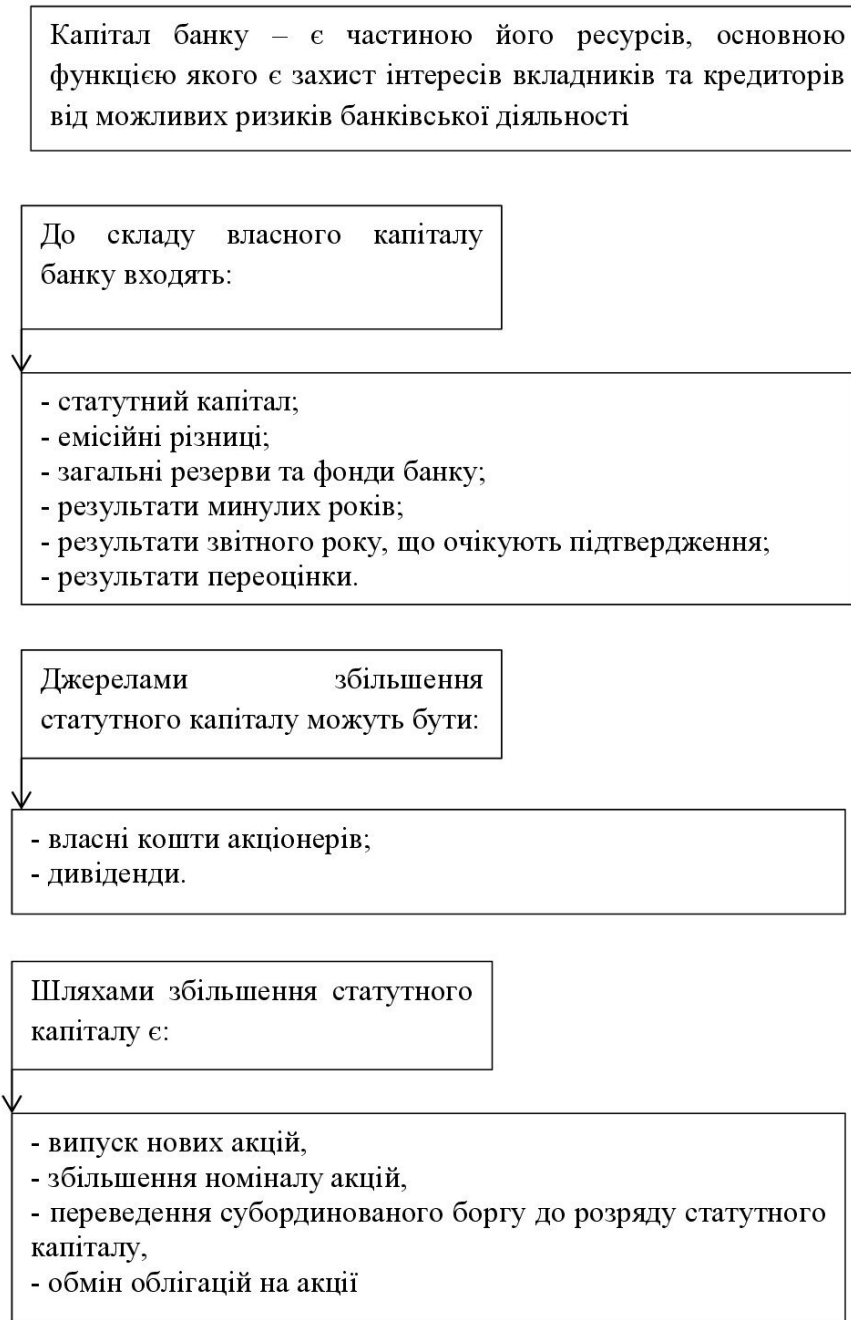 Капітал банку – є частиною його ресурсів, основною
функцією якого є захист інтересів вкладників та кредиторів
від можливих ризиків банківської діяльності
До складу власного капіталу
банку входять:
- статутний капітал;
- емісійні різниці;
- загальні резерви та фонди банку;
- результати минулих років;
- результати звітного року, що очікують підтвердження;
- результати переоцінки.
Джерелами збільшення
статутного капіталу можуть бути:
- власні кошти акціонерів;
- дивіденди.
Шляхами збільшення статутного
капіталу є:
- випуск нових акцій,
- збільшення номіналу акцій,
- переведення субординованого боргу до розряду статутного
капіталу,
- обмін облігацій на акції